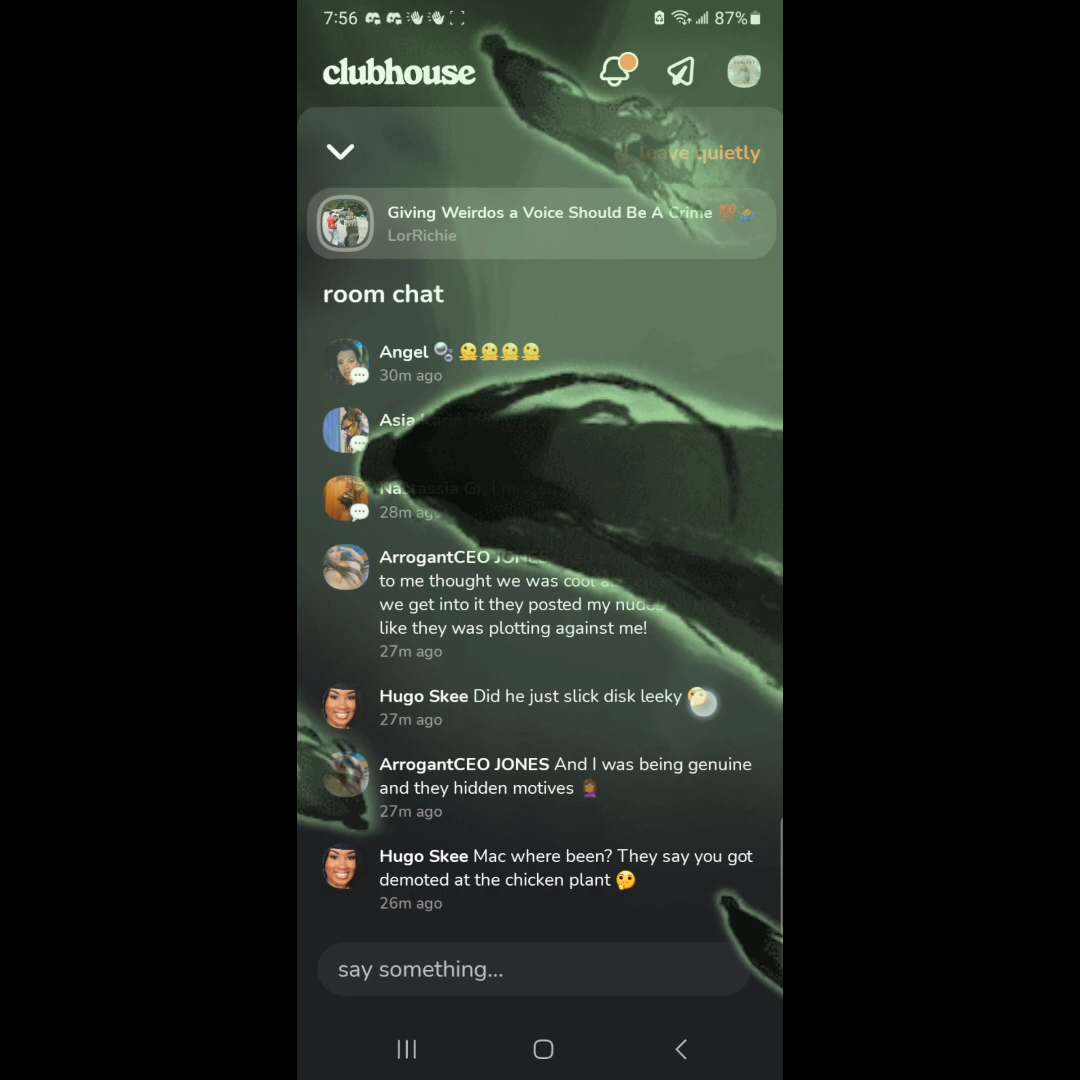 7:56 87%
clubhouse
leave quietly
Giving Weirdos a Voice Should Be A Crime 💯
LorRichie
room chat
Angel 🫠🫠🫠🫠
30m ago
Asia
Nastassia Gr
28m ago
ArrogantCEO JONES
to me thought we was cool
we get into it they posted my nudes
like they was plotting against me!
27m ago
Hugo Skee Did he just slick disk leeky
27m ago
ArrogantCEO JONES And I was being genuine
and they hidden motives 🤦🏾‍♀️
27m ago
Hugo Skee Mac where been? They say you got
demoted at the chicken plant 🤔
26m ago
say something...